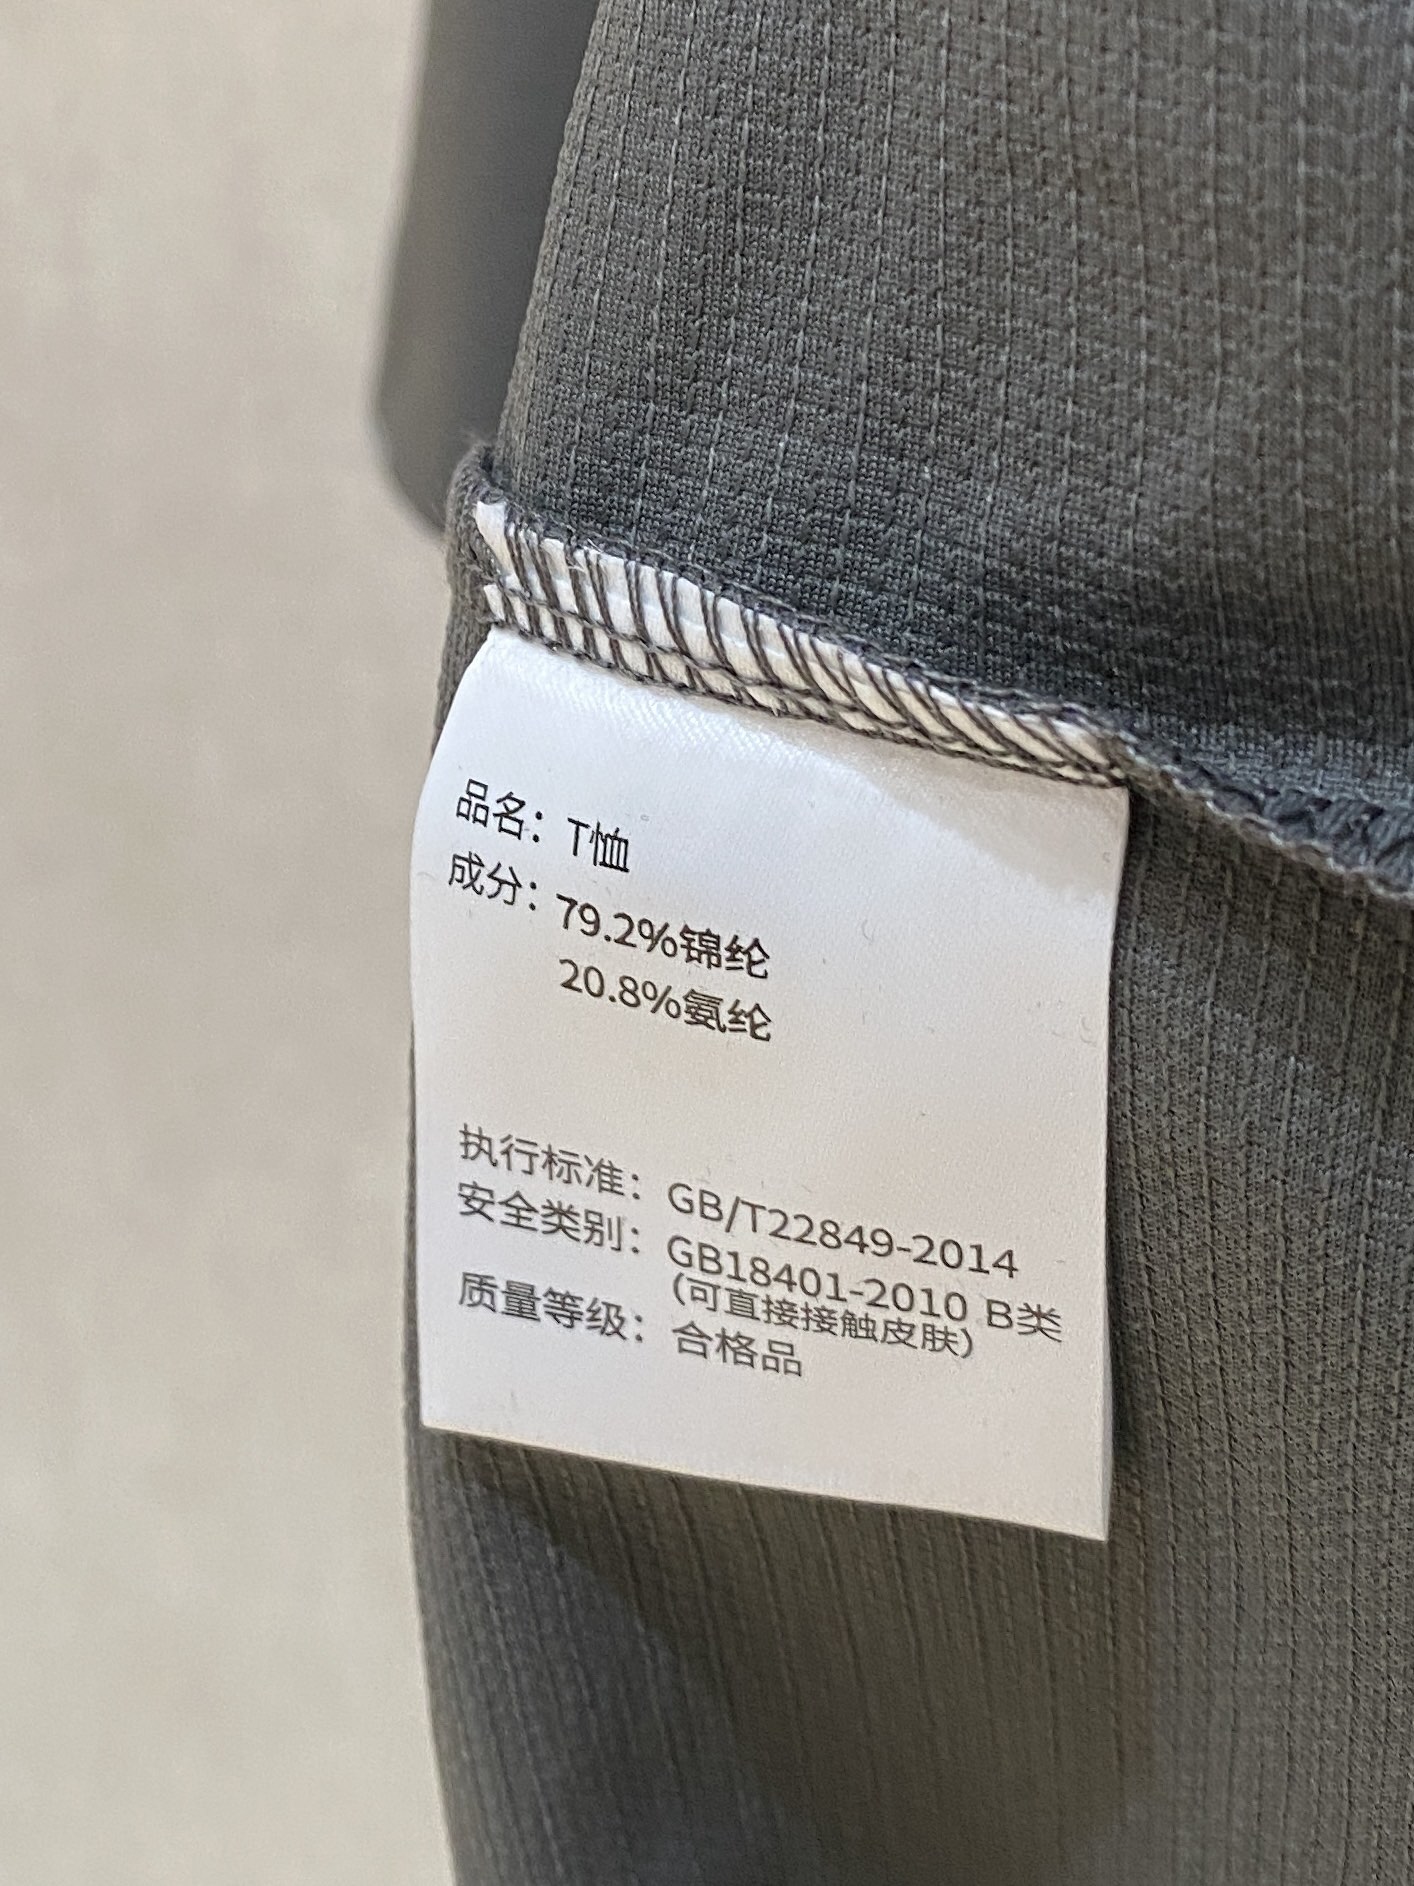 品名：T恤
成分：79.2%锦纶
20.8%氨纶
执行标准：GB/T22849-2014
安全类别：GB18401-2010 B类
(可直接接触皮肤)
质量等级：合格品